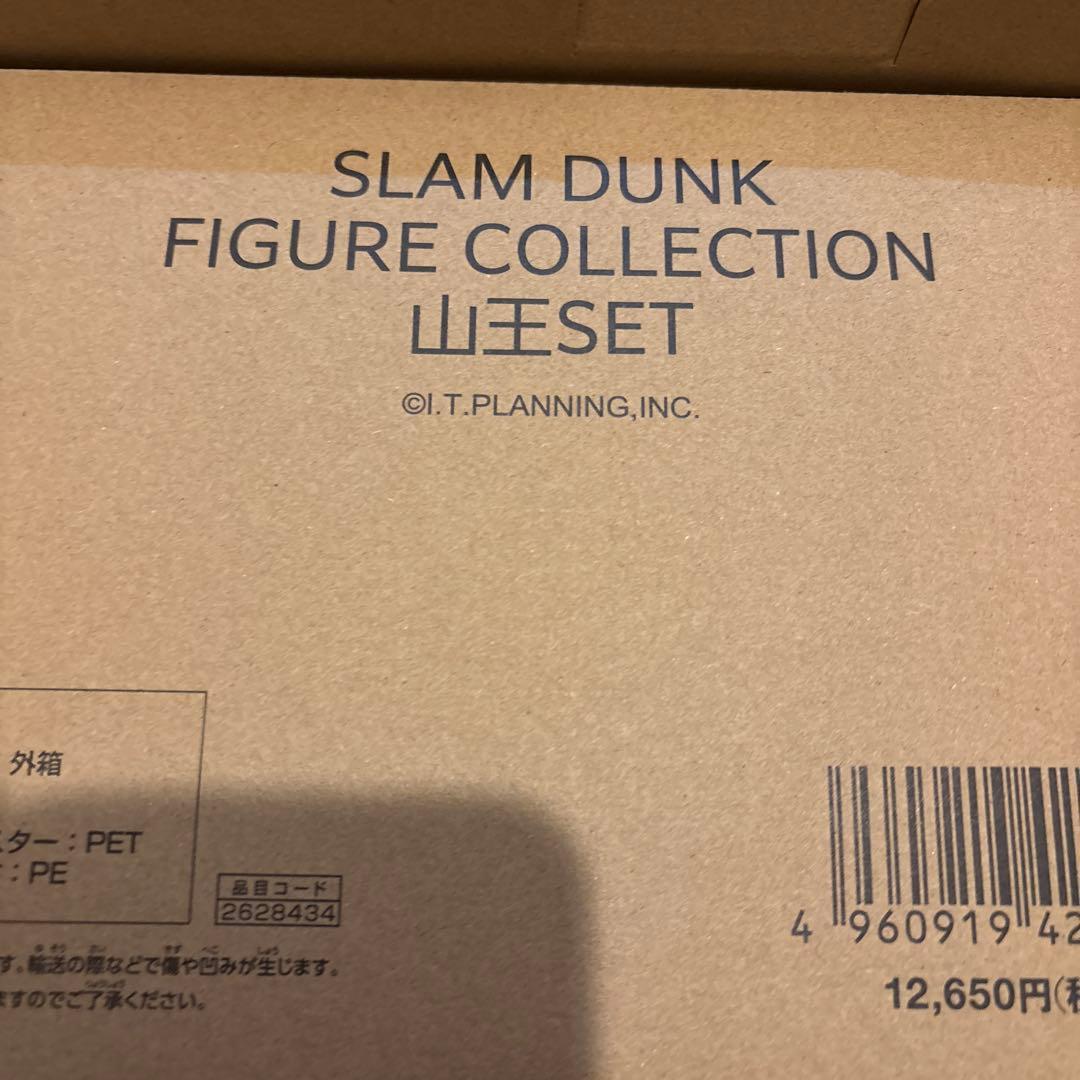 SLAM DUNK
FIGURE COLLECTION
山王SET
©I.T.PLANNING,INC.
外箱
スター：PET
：PE
品目コード
2628434
す。輸送の際などで傷や凹みが生じます。
ますのでご了承ください。
4 960919 42
12,650円(税